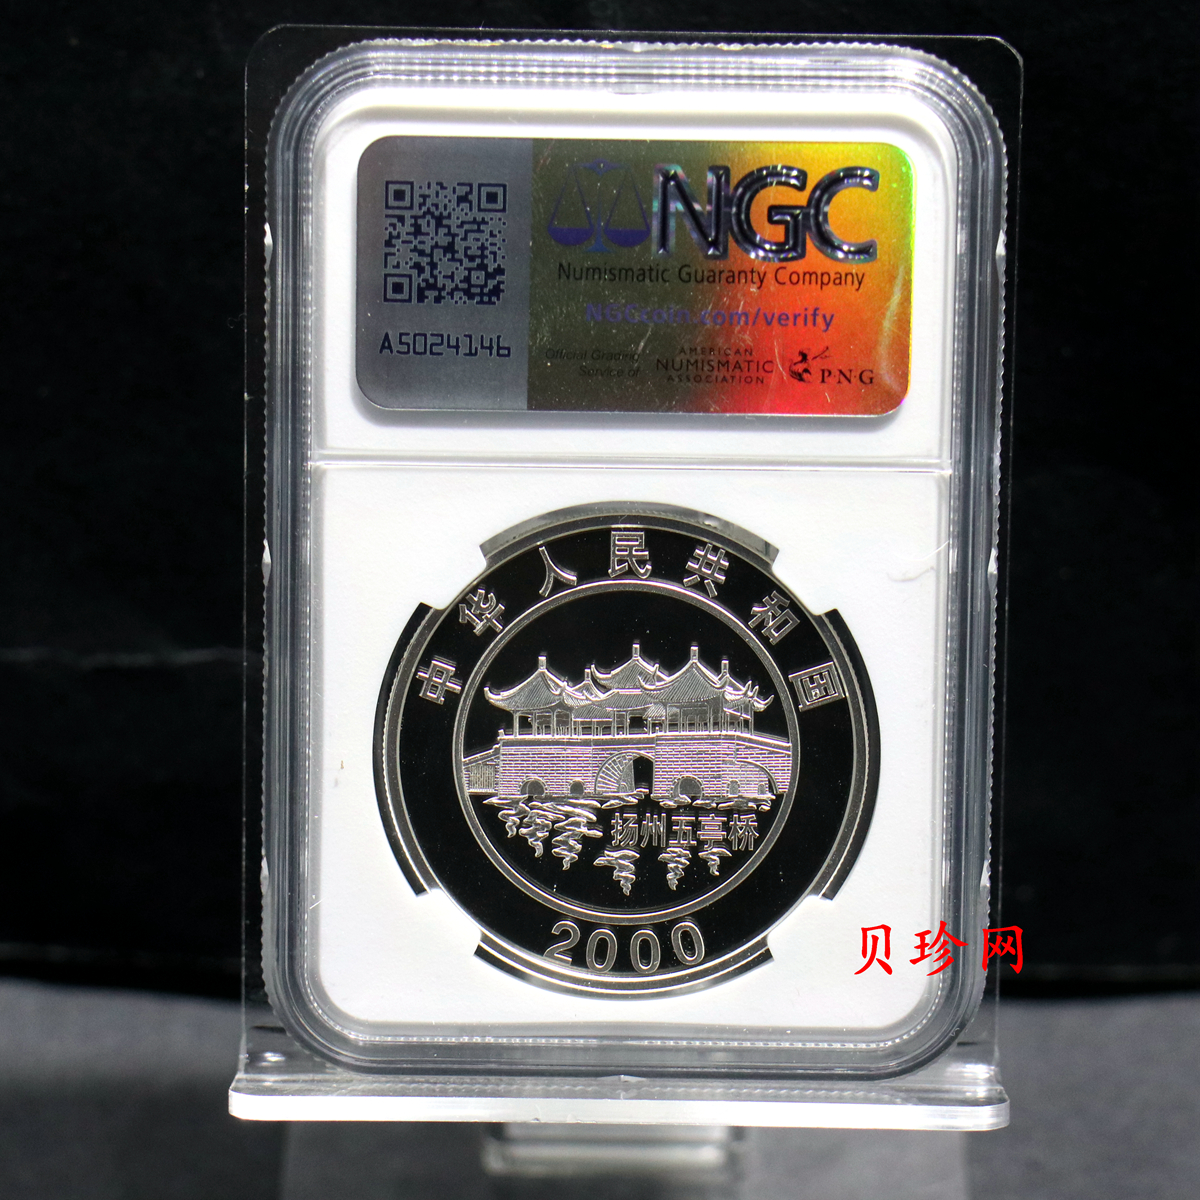 NGC
Numismatic Guaranty Company
NGCcoin.com/verify
A5024146
Official Grading
Service of
AMERICAN
NUMISMATIC
ASSOCIATION
PNG
中华人民共和国
扬州五亭桥
2000
贝珍网